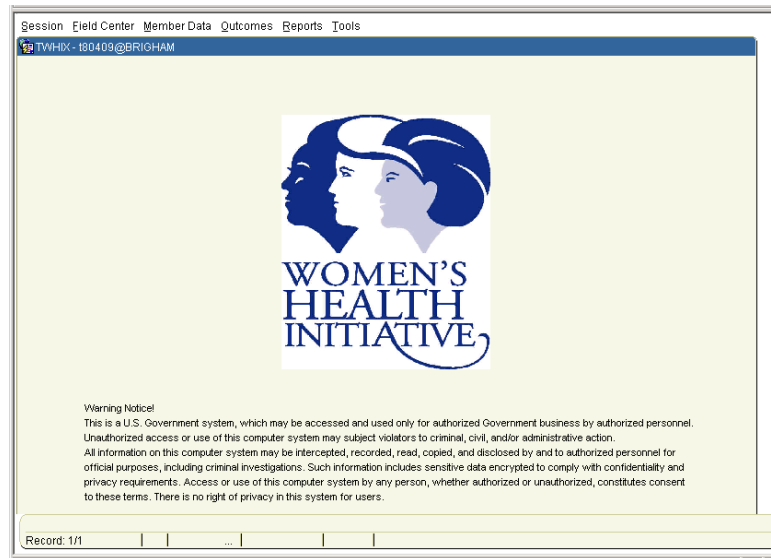 Session Field Center Member Data Outcomes Reports Tools
TWHIX - t80409@BRIGHAM
WOMEN'S
HEALTH
INITIATIVE
Warning Notice!
This is a U.S. Government system, which may be accessed and used only for authorized Government business by authorized personnel.
Unauthorized access or use of this computer system may subject violators to criminal, civil, and/or administrative action.
All information on this computer system may be intercepted, recorded, read, copied, and disclosed by and to authorized personnel for
official purposes, including criminal investigations. Such information includes sensitive data encrypted to comply with confidentiality and
privacy requirements. Access or use of this computer system by any person, whether authorized or unauthorized, constitutes consent
to these terms. There is no right of privacy in this system for users.
Record: 1/1 ...